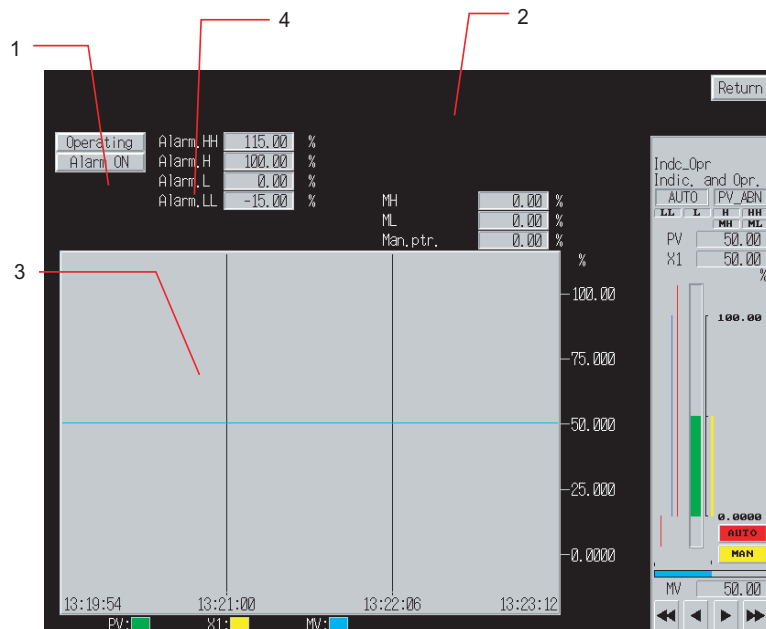 1
4
2
3
Return
Operating
Alarm ON
Alarm.HH 115.00 %
Alarm.H 100.00 %
Alarm.L 0.00 %
Alarm.LL -15.00 %
MH 0.00 %
ML 0.00 %
Man.ptr. 0.00 %
%
100.00
75.000
50.000
25.000
0.0000
13:19:54 13:21:00 13:22:06 13:23:12
PV: X1: MV:
Indc_Opr
Indic. and Opr.
AUTO PV_ABN
LL L H HH
MH ML
PV 50.00
X1 50.00
%
100.00
0.0000
AUTO
MAN
MV 50.00